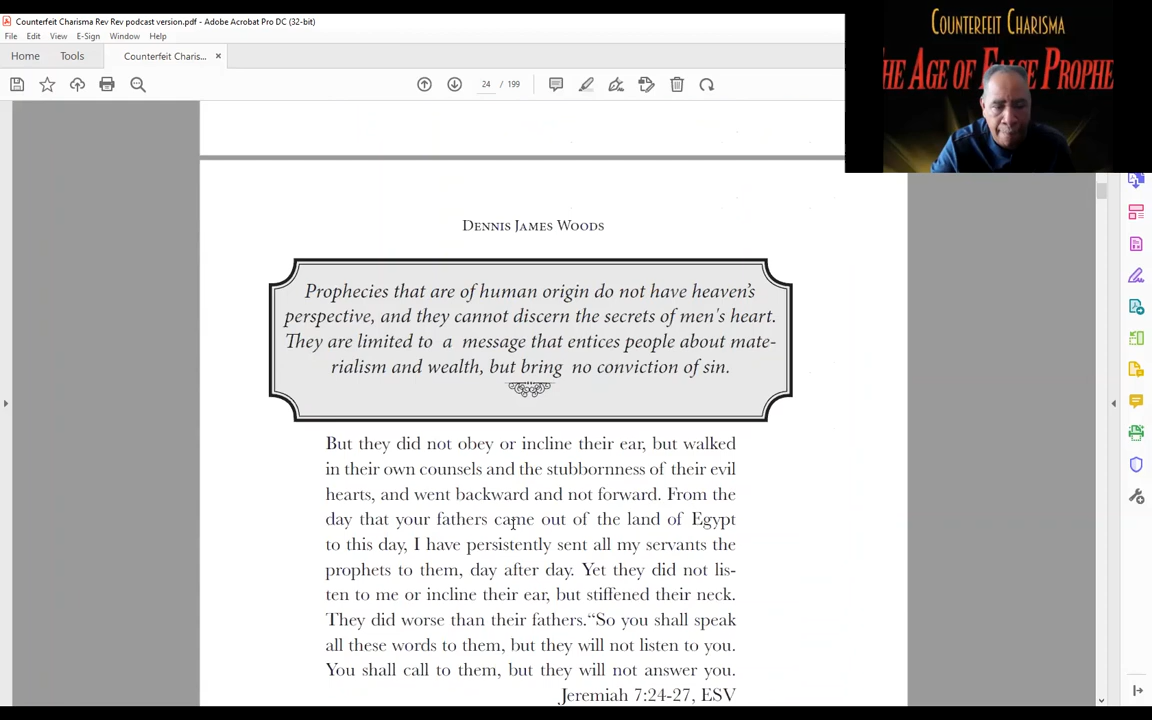 Counterfeit Charisma Rev Rev podcast version.pdf - Adobe Acrobat Pro DC (32-bit)
File Edit View E-Sign Window Help
Home Tools Counterfeit Charis... ×
24 / 199
COUNTERFEIT CHARISMA
HE AGE OF FALSE PROPHE
DENNIS JAMES WOODS
Prophecies that are of human origin do not have heaven's
perspective, and they cannot discern the secrets of men's heart.
They are limited to a message that entices people about mate-
rialism and wealth, but bring no conviction of sin.
But they did not obey or incline their ear, but walked
in their own counsels and the stubbornness of their evil
hearts, and went backward and not forward. From the
day that your fathers came out of the land of Egypt
to this day, I have persistently sent all my servants the
prophets to them, day after day. Yet they did not lis-
ten to me or incline their ear, but stiffened their neck.
They did worse than their fathers.“So you shall speak
all these words to them, but they will not listen to you.
You shall call to them, but they will not answer you.
Jeremiah 7:24-27, ESV